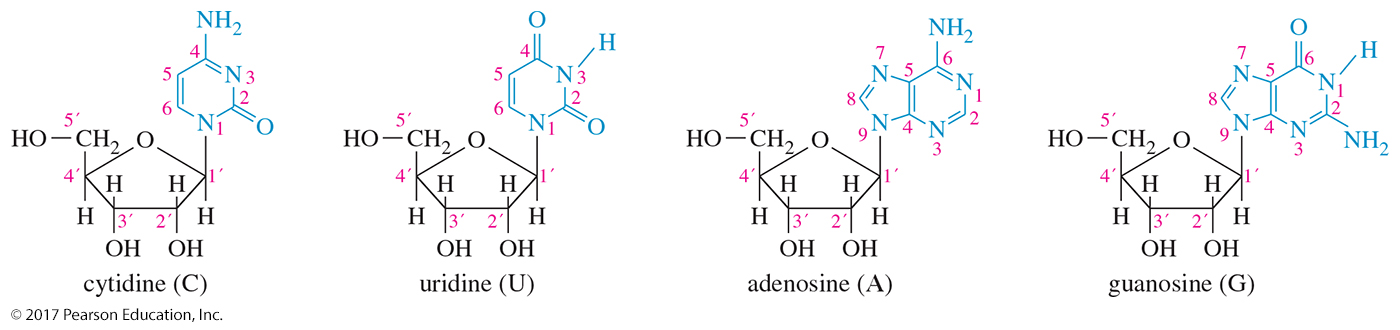 NH2
4
5
N
3
6
2
N
1
O
5′
HO
CH2
O
4′
H
H
1′
H
3′
2′
H
OH
OH
cytidine (C)
O
H
4
5
N
3
6
2
N
1
O
5′
HO
CH2
O
4′
H
H
1′
H
3′
2′
H
OH
OH
uridine (U)
NH2
7
6
N
5
N
1
8
9
N
4
N
2
3
5′
HO
CH2
O
4′
H
H
1′
H
3′
2′
H
OH
OH
adenosine (A)
O
H
7
6
N
5
N
1
8
2
9
N
4
N
3
NH2
5′
HO
CH2
O
4′
H
H
1′
H
3′
2′
H
OH
OH
guanosine (G)
© 2017 Pearson Education, Inc.